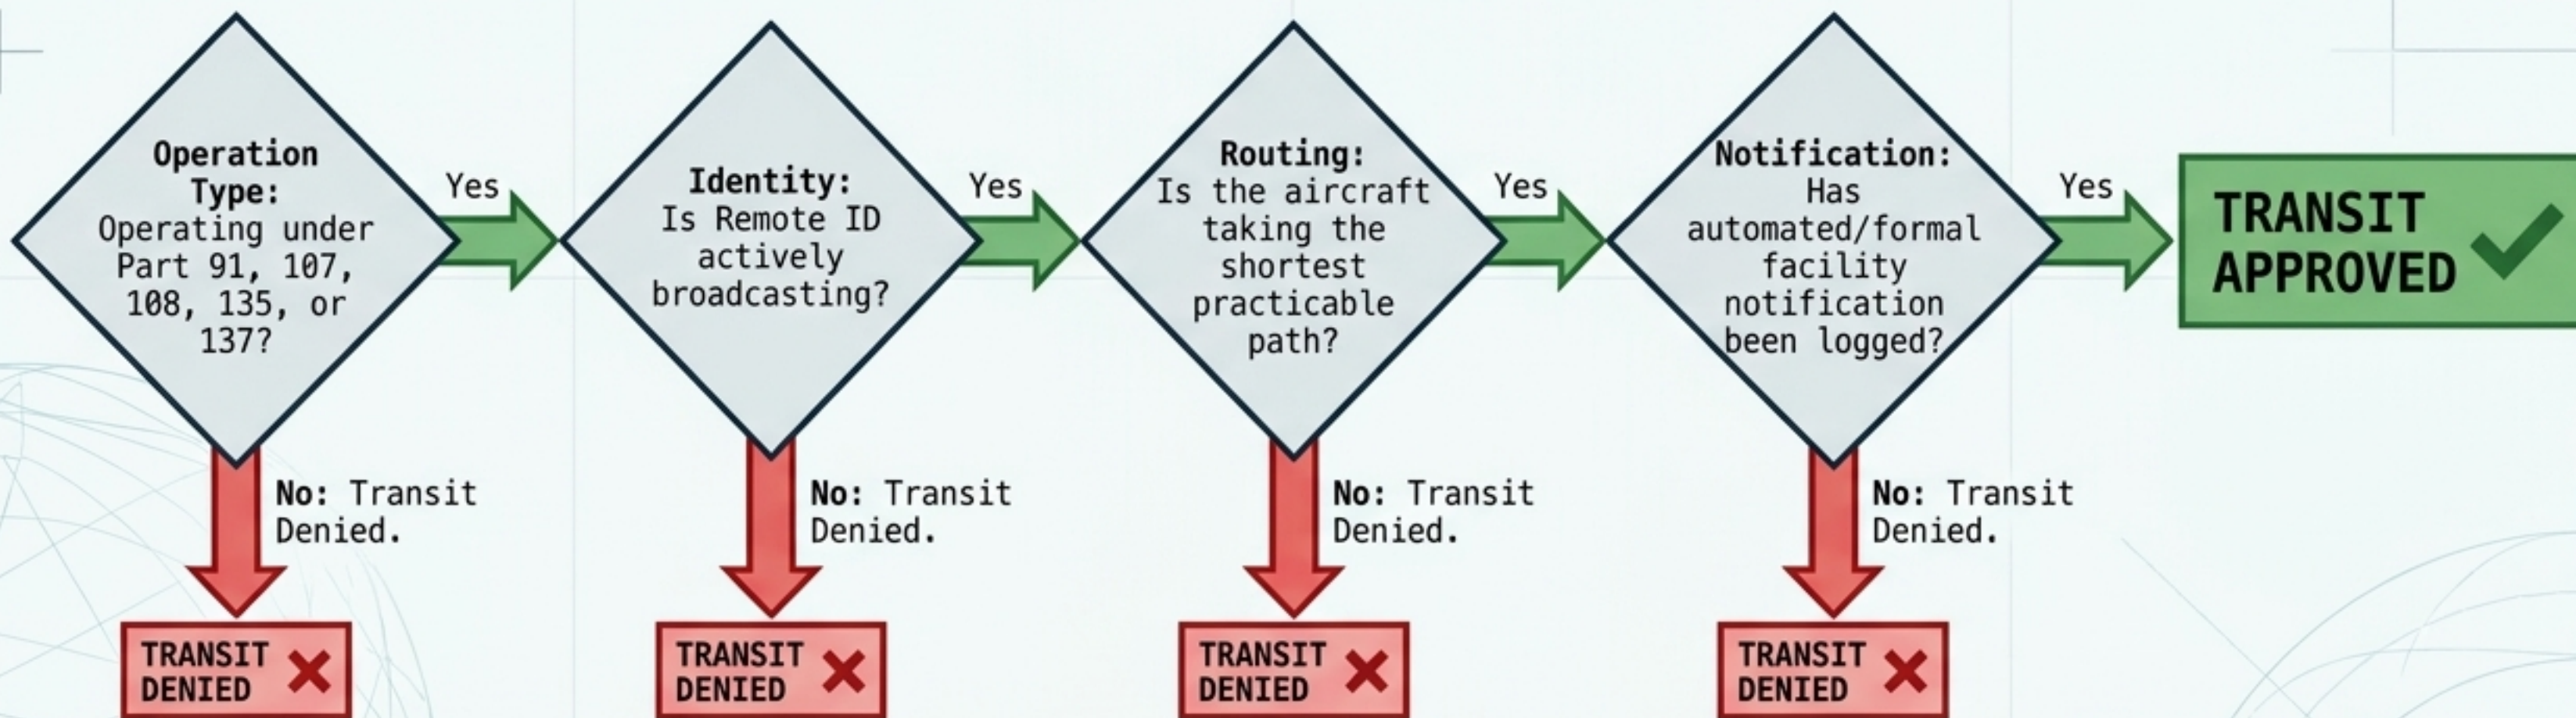 Operation
Type:
Operating under
Part 91, 107,
108, 135, or
137?
Yes
No: Transit
Denied.
TRANSIT
DENIED
Identity:
Is Remote ID
actively
broadcasting?
Yes
No: Transit
Denied.
TRANSIT
DENIED
Routing:
Is the aircraft
taking the
shortest
practicable
path?
Yes
No: Transit
Denied.
TRANSIT
DENIED
Notification:
Has
automated/formal
facility
notification
been logged?
Yes
No: Transit
Denied.
TRANSIT
DENIED
TRANSIT
APPROVED